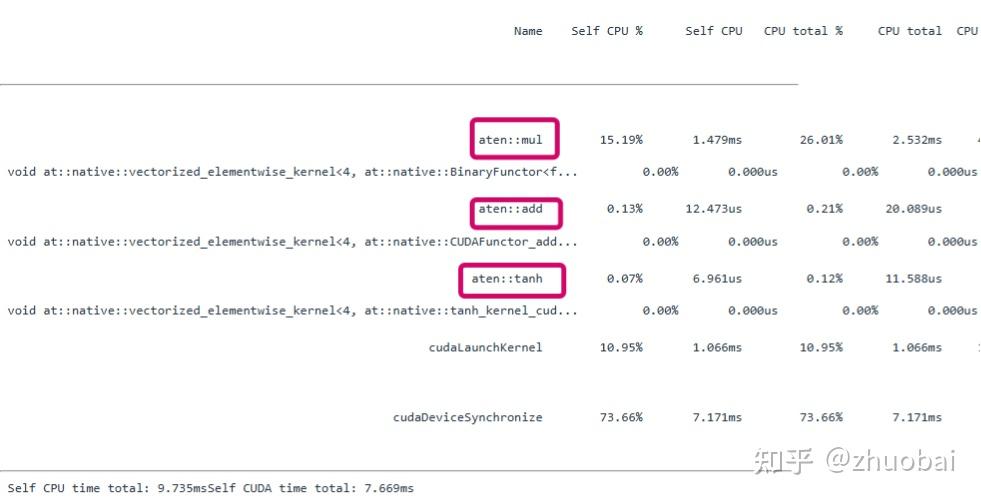 Name Self CPU % Self CPU CPU total % CPU total CPU
aten::mul 15.19% 1.479ms 26.01% 2.532ms
void at::native::vectorized_elementwise_kernel<4, at::native::BinaryFunctor<f... 0.00% 0.000us 0.00% 0.000us
aten::add 0.13% 12.473us 0.21% 20.089us
void at::native::vectorized_elementwise_kernel<4, at::native::CUDAFunctor_add... 0.00% 0.000us 0.00% 0.000us
aten::tanh 0.07% 6.961us 0.12% 11.588us
void at::native::vectorized_elementwise_kernel<4, at::native::tanh_kernel_cud... 0.00% 0.000us 0.00% 0.000us
cudaLaunchKernel 10.95% 1.066ms 10.95% 1.066ms
cudaDeviceSynchronize 73.66% 7.171ms 73.66% 7.171ms
知乎 @zhuobai
Self CPU time total: 9.735msSelf CUDA time total: 7.669ms